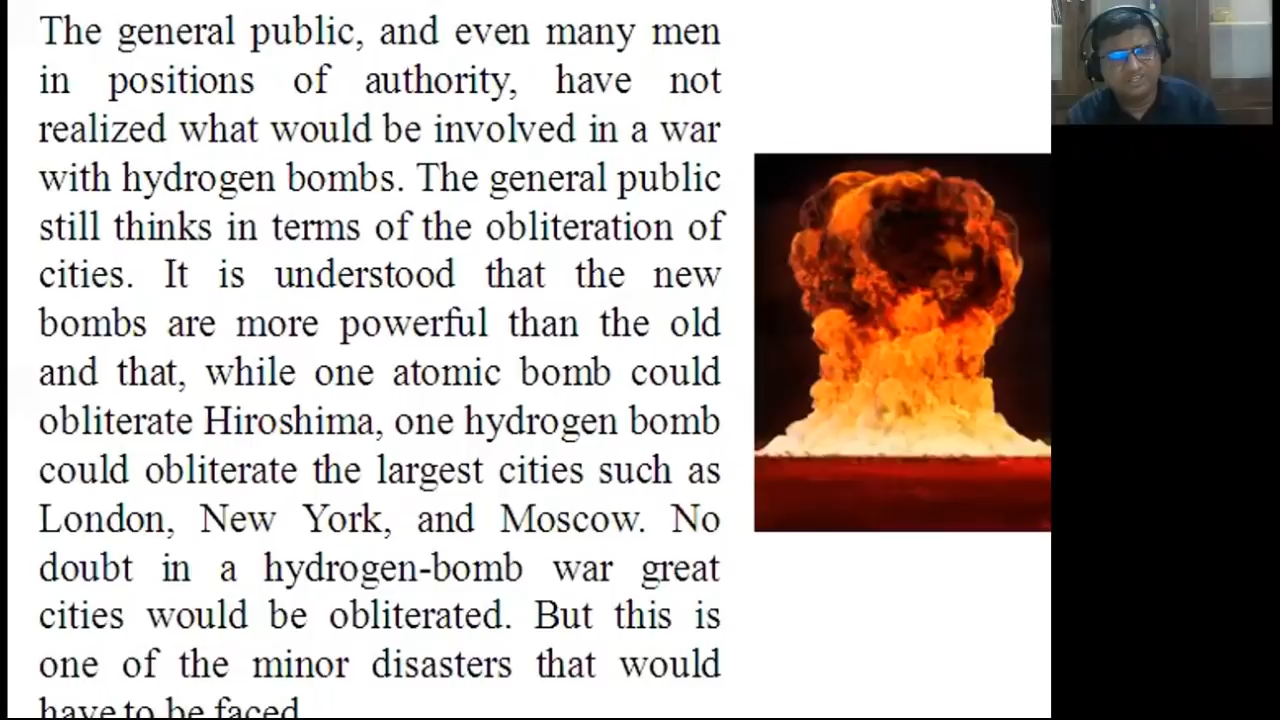 The general public, and even many men
in positions of authority, have not
realized what would be involved in a war
with hydrogen bombs. The general public
still thinks in terms of the obliteration of
cities. It is understood that the new
bombs are more powerful than the old
and that, while one atomic bomb could
obliterate Hiroshima, one hydrogen bomb
could obliterate the largest cities such as
London, New York, and Moscow. No
doubt in a hydrogen-bomb war great
cities would be obliterated. But this is
one of the minor disasters that would
have to be faced